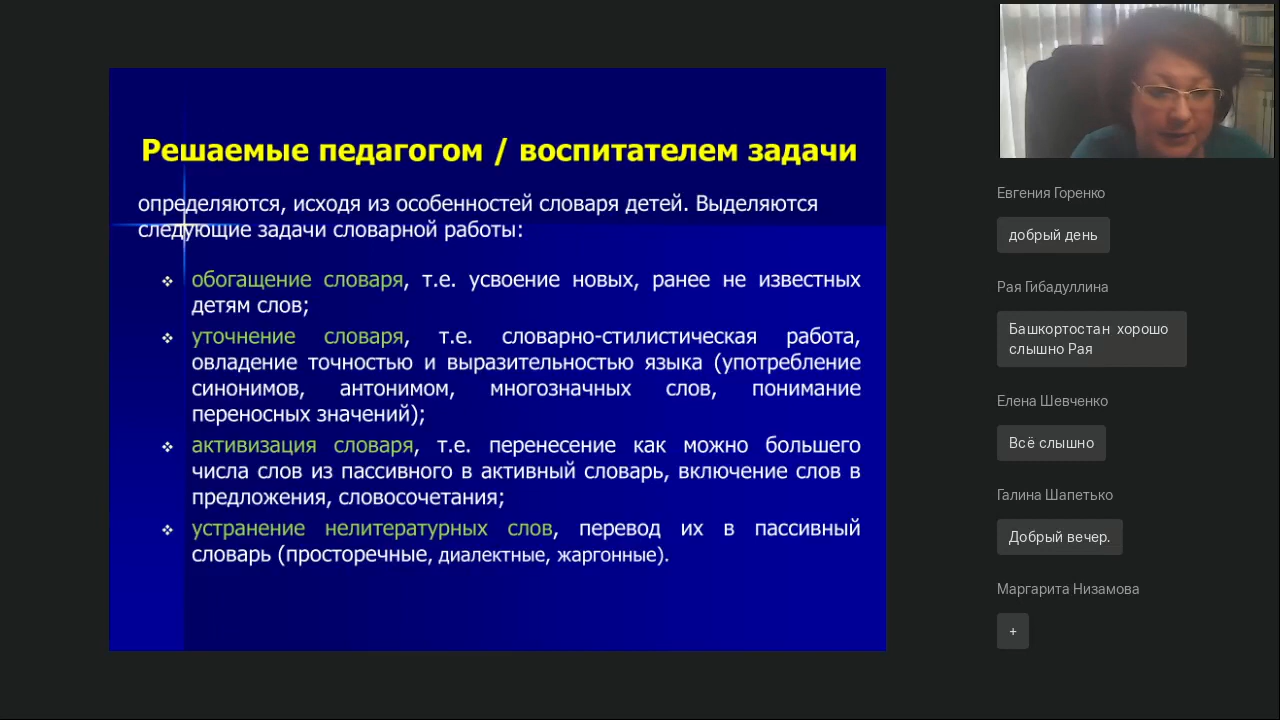 Решаемые педагогом / воспитателем задачи
определяются, исходя из особенностей словаря детей. Выделяются
следующие задачи словарной работы:
❖ обогащение словаря, т.е. усвоение новых, ранее не известных
детям слов;
❖ уточнение словаря, т.е. словарно-стилистическая работа,
овладение точностью и выразительностью языка (употребление
синонимов, антонимом, многозначных слов, понимание
переносных значений);
❖ активизация словаря, т.е. перенесение как можно большего
числа слов из пассивного в активный словарь, включение слов в
предложения, словосочетания;
❖ устранение нелитературных слов, перевод их в пассивный
словарь (просторечные, диалектные, жаргонные).
Евгения Горенко
добрый день
Рая Гибадуллина
Башкортостан хорошо
слышно Рая
Елена Шевченко
Всё слышно
Галина Шапетько
Добрый вечер.
Маргарита Низамова
+